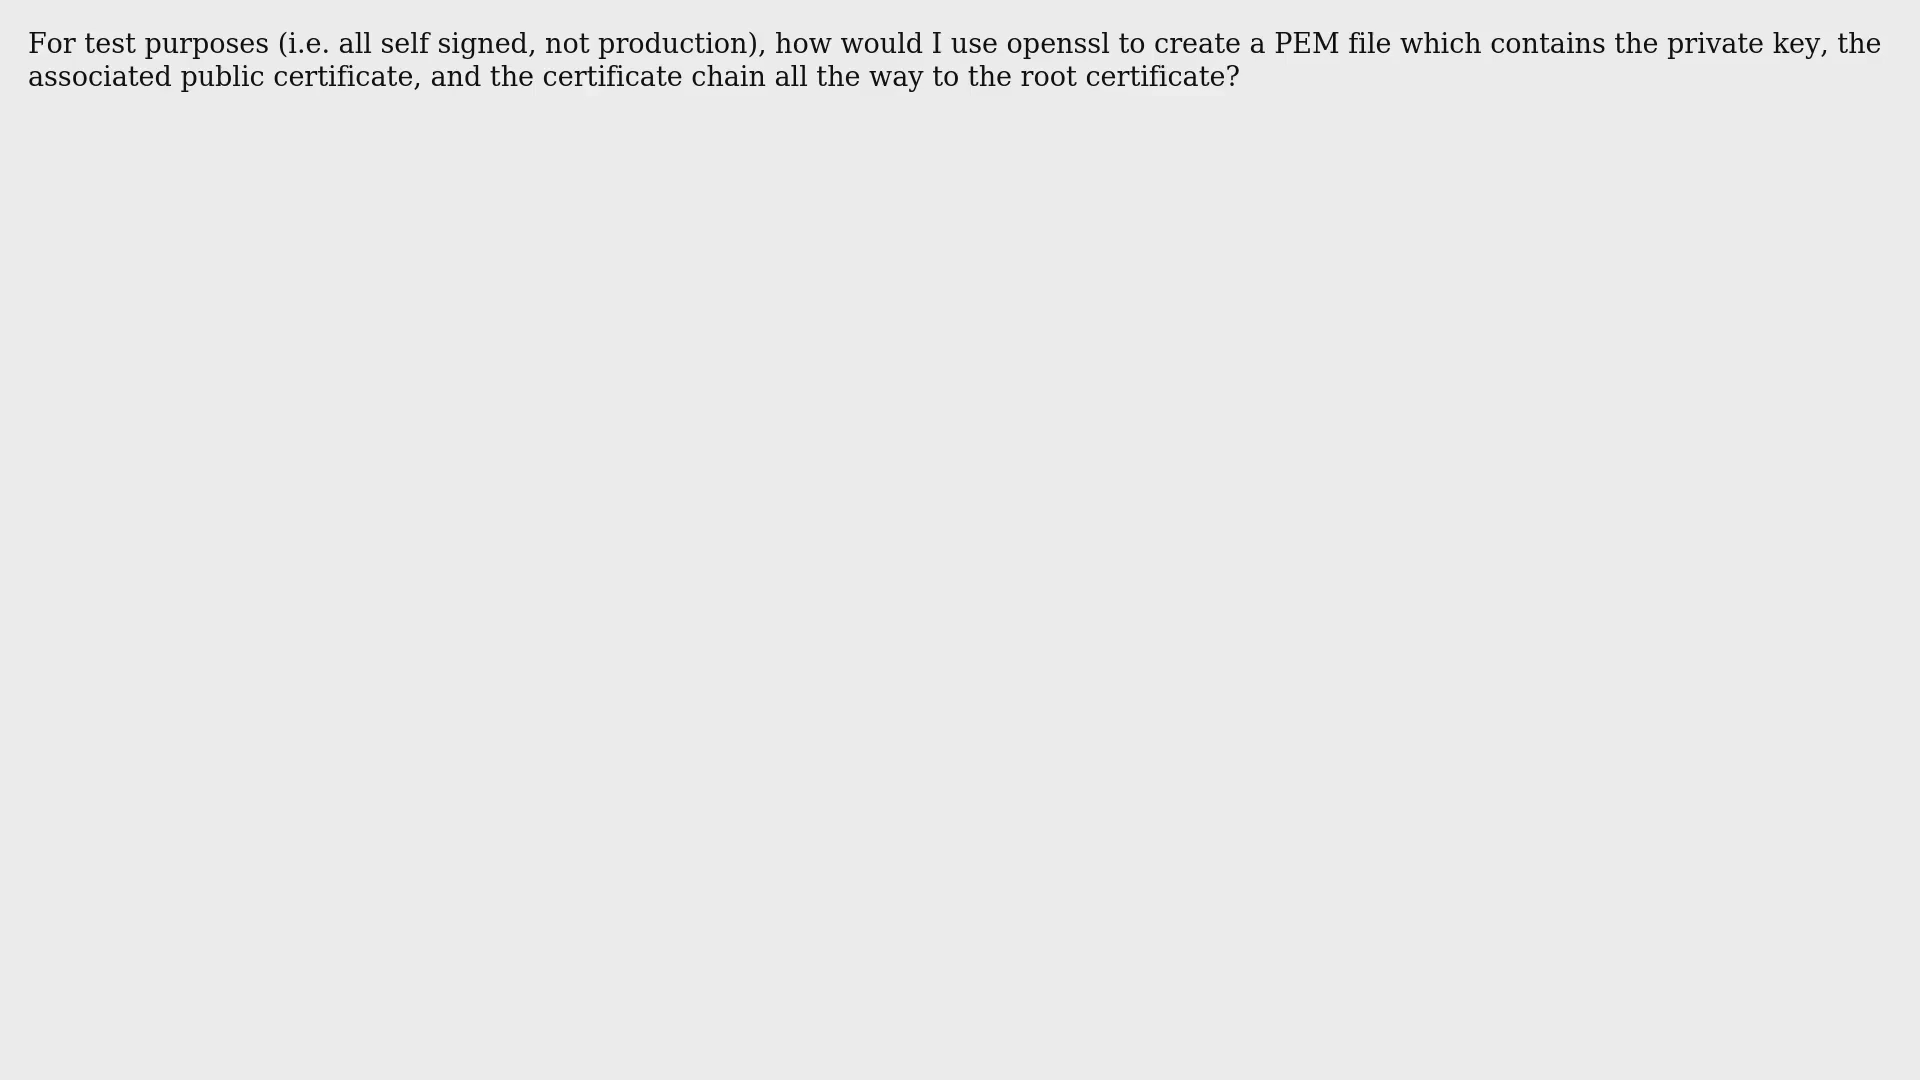 For test purposes (i.e. all self signed, not production), how would I use openssl to create a PEM file which contains the private key, the
associated public certificate, and the certificate chain all the way to the root certificate?